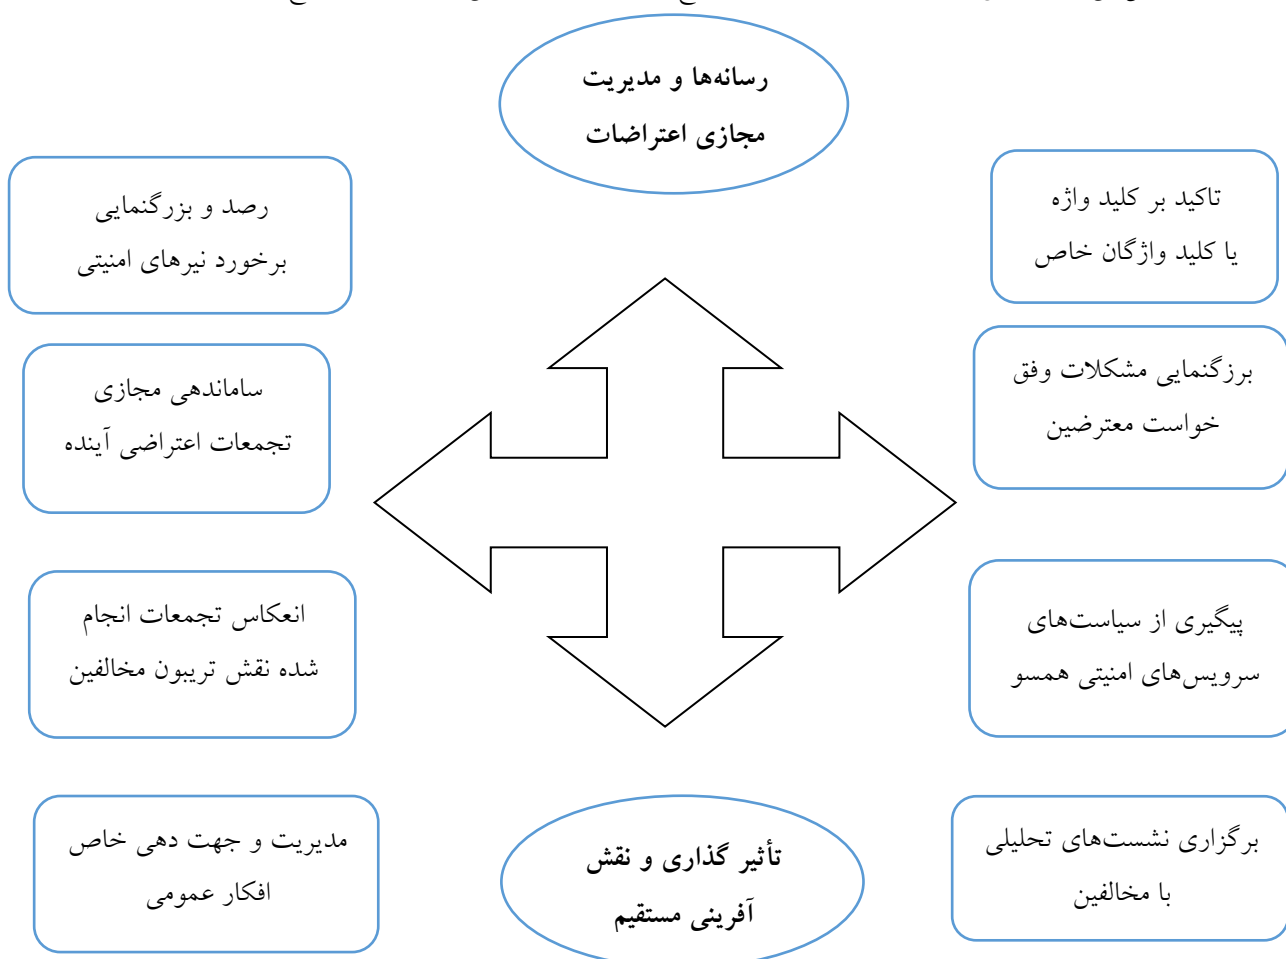 رسانه‌ها و مدیریت
مجازی اعتراضات
تاکید بر کلید واژه
یا کلید واژگان خاص
رصد و بزرگنمایی
برخورد نیرهای امنیتی
برزگنمایی مشکلات وفق
خواست معترضین
ساماندهی مجازی
تجمعات اعتراضی آینده
پیگیری از سیاست‌های
سرویس‌های امنیتی همسو
انعکاس تجمعات انجام
شده نقش تریبون مخالفین
برگزاری نشست‌های تحلیلی
با مخالفین
تأثیر گذاری و نقش
آفرینی مستقیم
مدیریت و جهت دهی خاص
افکار عمومی